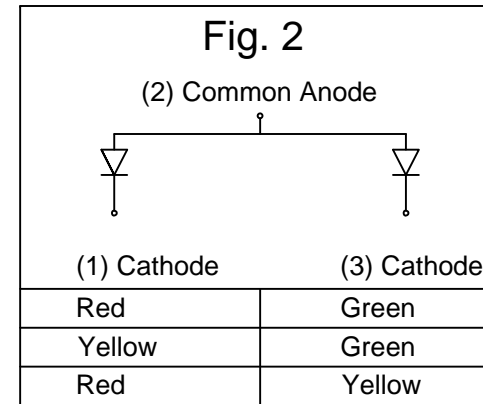 Fig. 2
(2) Common Anode
(1) Cathode (3) Cathode
Red Green
Yellow Green
Red Yellow